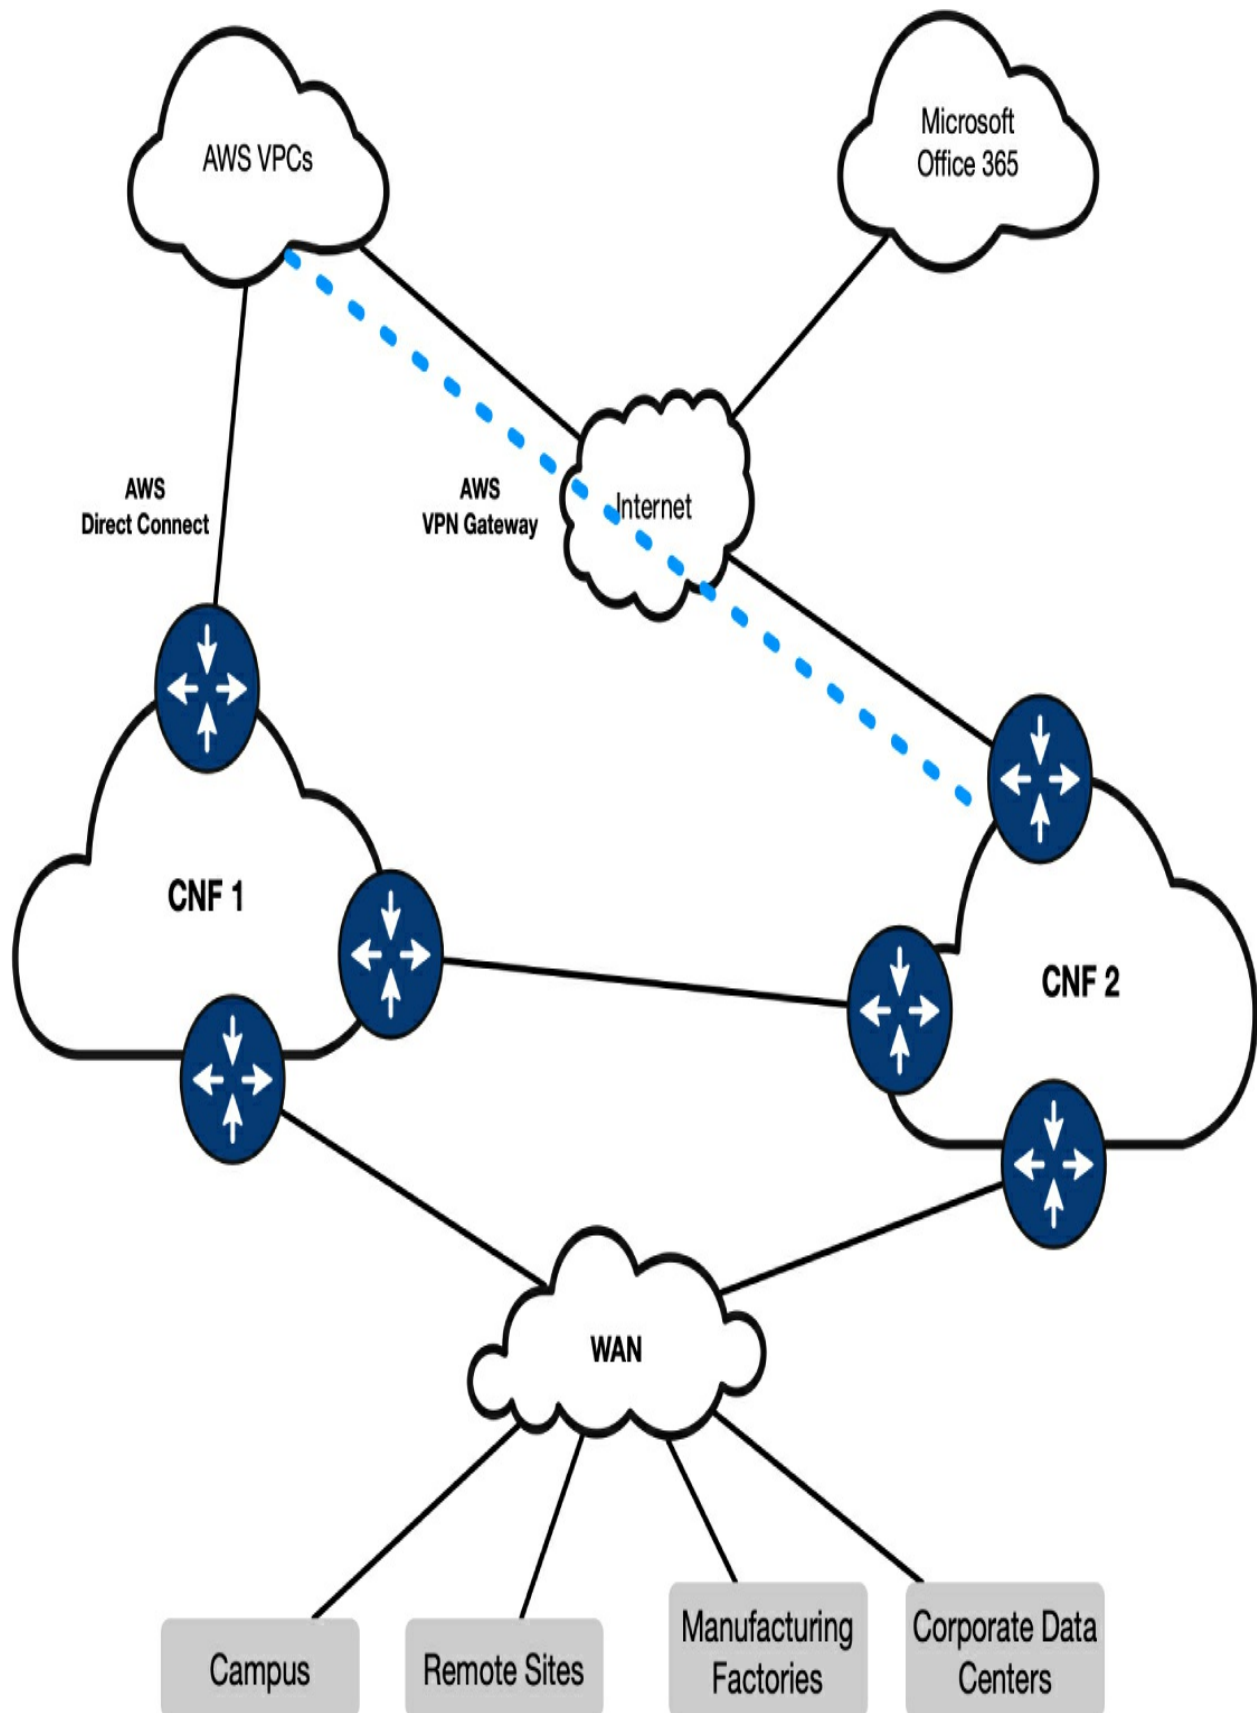 AWS VPCs
Microsoft
Office 365
AWS
Direct Connect
AWS
VPN Gateway
Internet
CNF 1
CNF 2
WAN
Campus
Remote Sites
Manufacturing
Factories
Corporate Data
Centers